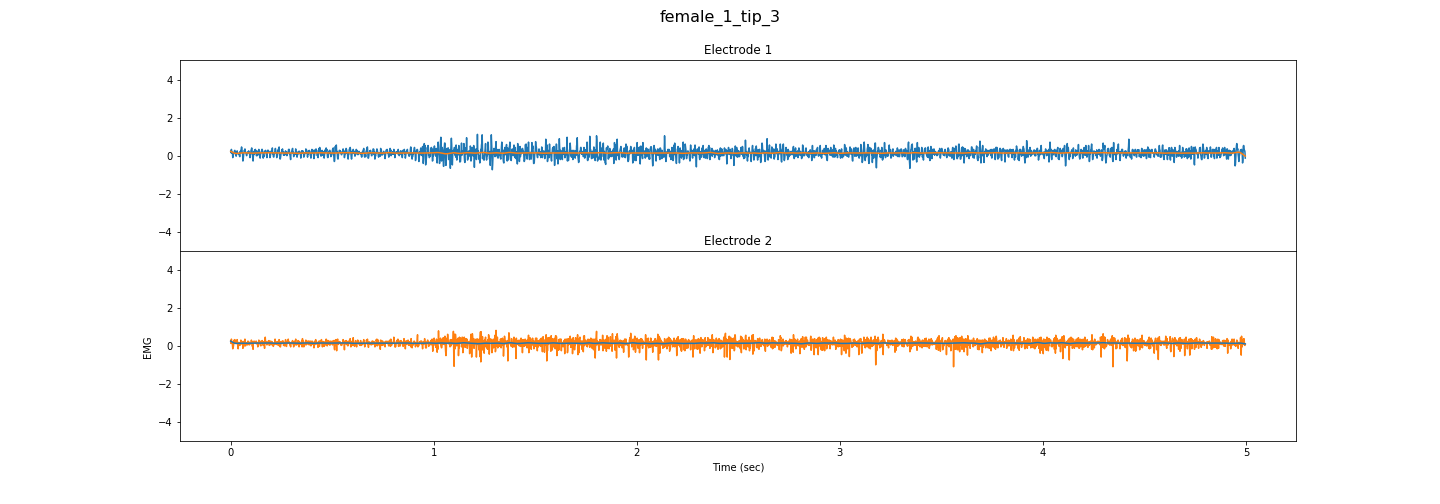 female_1_tip_3
Electrode 1
4
2
0
−2
−4
Electrode 2
4
2
0
−2
−4
EMG
0 1 2 3 4 5
Time (sec)